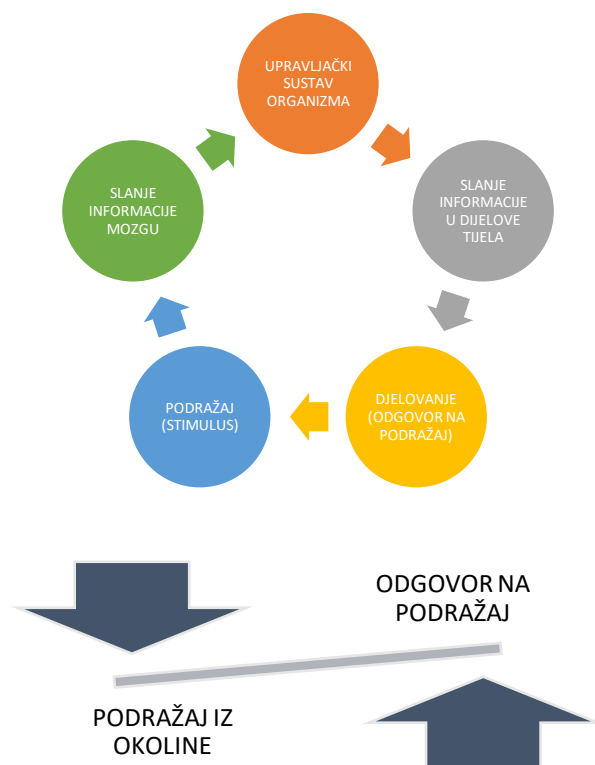 UPRAVLJAČKI
SUSTAV
ORGANIZMA
SLANJE
INFORMACIJE
U DIJELOVE
TIJELA
DJELOVANJE
(ODGOVOR NA
PODRAŽAJ)
PODRAŽAJ
(STIMULUS)
SLANJE
INFORMACIJE
MOZGU
ODGOVOR NA
PODRAŽAJ
PODRAŽAJ IZ
OKOLINE